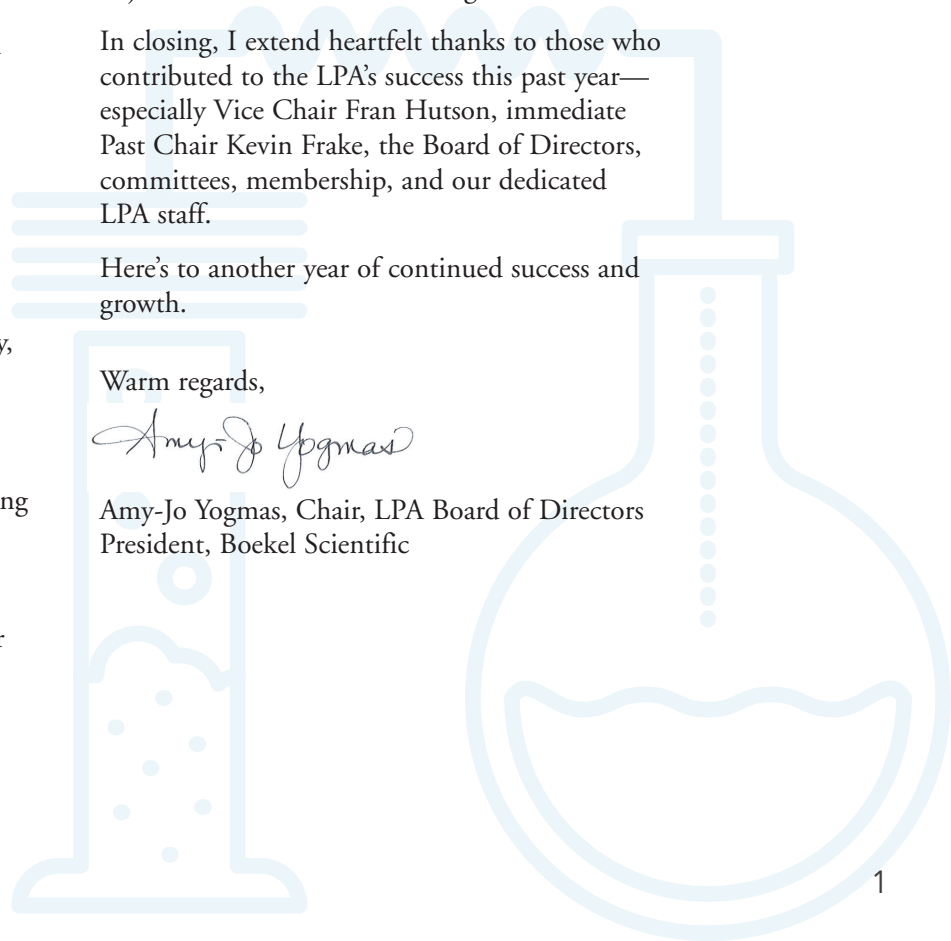 In closing, I extend heartfelt thanks to those who
contributed to the LPA’s success this past year—
especially Vice Chair Fran Hutson, immediate
Past Chair Kevin Frake, the Board of Directors,
committees, membership, and our dedicated
LPA staff.
Here’s to another year of continued success and
growth.
y,
Warm regards,
Amy-Jo Yogmas
ng
Amy-Jo Yogmas, Chair, LPA Board of Directors
President, Boekel Scientific
r
1